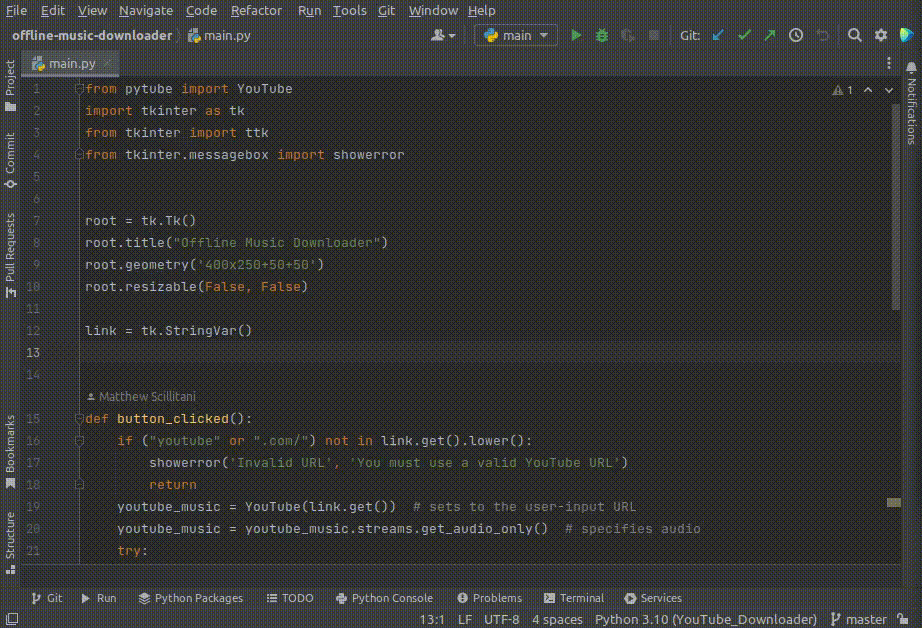 File Edit View Navigate Code Refactor Run Tools Git Window Help
offline-music-downloader main.py main Git:
main.py
Project
Commit
Pull Requests
Bookmarks
Structure
Notifications
1
1 from pytube import YouTube
2 import tkinter as tk
3 from tkinter import ttk
4 from tkinter.messagebox import showerror
5
6
7 root = tk.Tk()
8 root.title("Offline Music Downloader")
9 root.geometry('400x250+50+50')
10 root.resizable(False, False)
11
12 link = tk.StringVar()
13
14
Matthew Scillitani
15 def button_clicked():
16 if ("youtube" or ".com/") not in link.get().lower():
17 showerror('Invalid URL', 'You must use a valid YouTube URL')
18 return
19 youtube_music = YouTube(link.get()) # sets to the user-input URL
20 youtube_music = youtube_music.streams.get_audio_only() # specifies audio
21 try:
Git Run Python Packages TODO Python Console Problems Terminal Services
13:1 LF UTF-8 4 spaces Python 3.10 (YouTube_Downloader) master